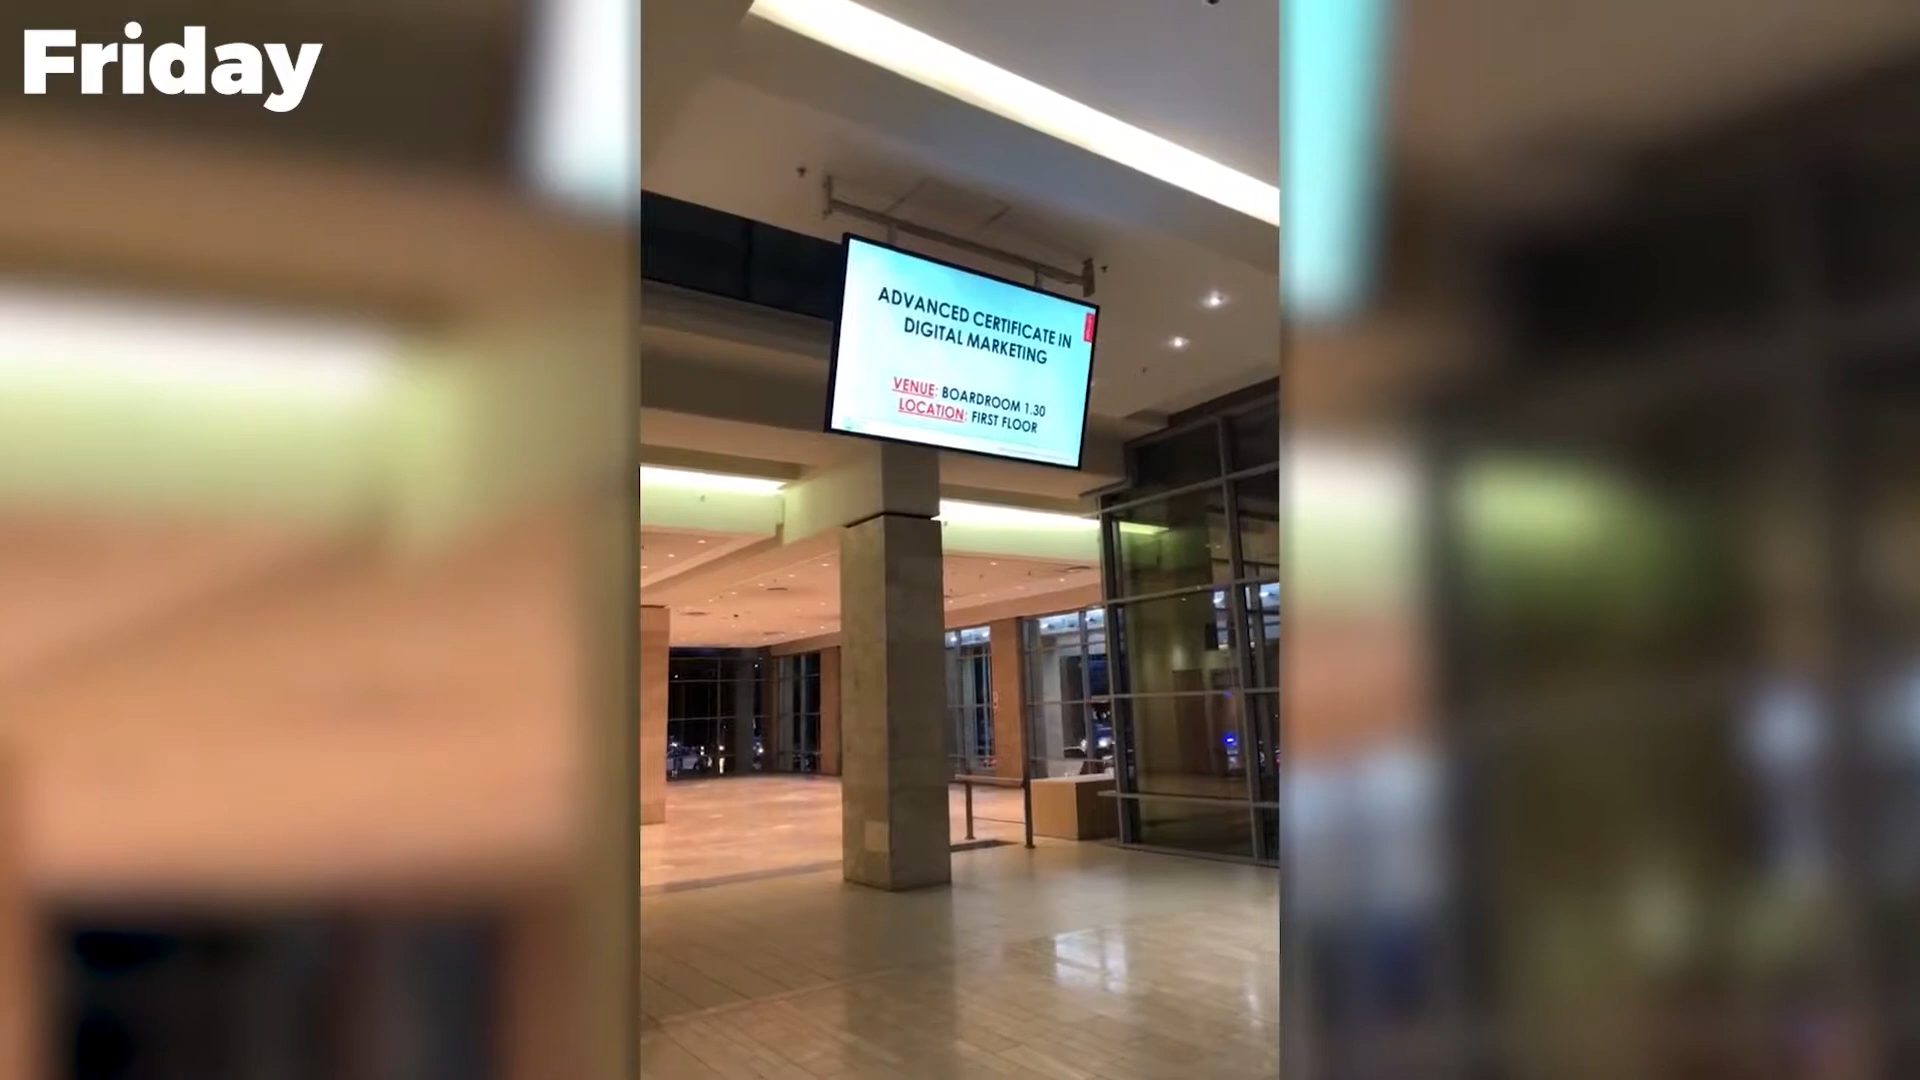 Friday
ADVANCED CERTIFICATE IN
DIGITAL MARKETING
VENUE: BOARDROOM 1.30
LOCATION: FIRST FLOOR